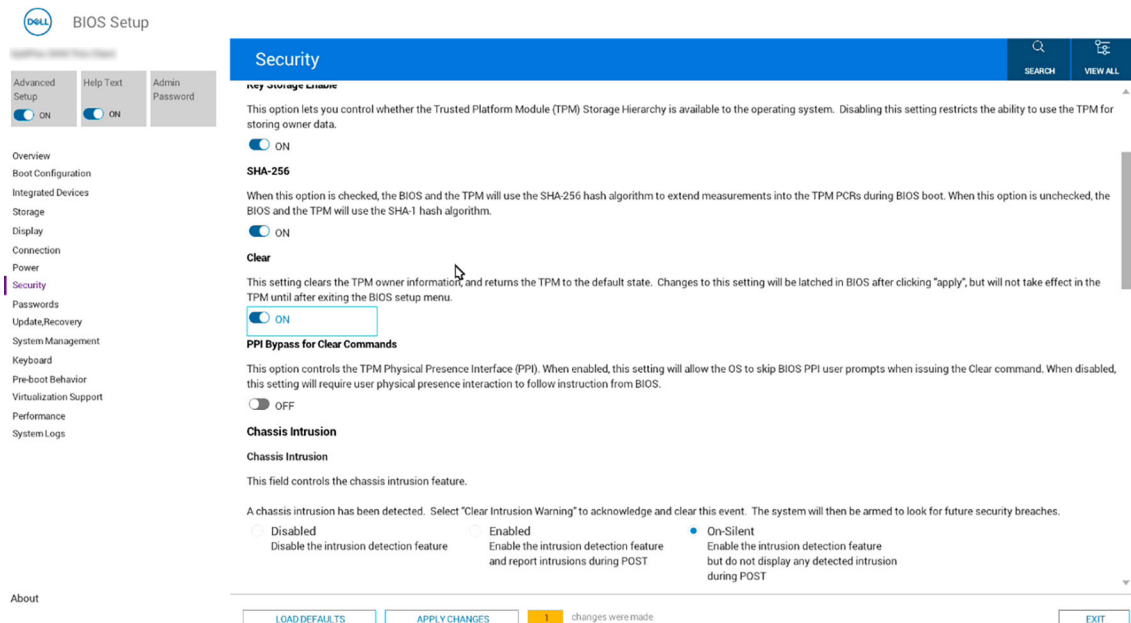 DELL
BIOS Setup
Security
SEARCH
VIEW ALL
Advanced
Setup
ON
Help Text
ON
Admin
Password
Overview
Boot Configuration
Integrated Devices
Storage
Display
Connection
Power
Security
Passwords
Update,Recovery
System Management
Keyboard
Pre-boot Behavior
Virtualization Support
Performance
System Logs
About
Key Storage Enable
This option lets you control whether the Trusted Platform Module (TPM) Storage Hierarchy is available to the operating system. Disabling this setting restricts the ability to use the TPM for
storing owner data.
ON
SHA-256
When this option is checked, the BIOS and the TPM will use the SHA-256 hash algorithm to extend measurements into the TPM PCRs during BIOS boot. When this option is unchecked, the
BIOS and the TPM will use the SHA-1 hash algorithm.
ON
Clear
This setting clears the TPM owner information, and returns the TPM to the default state. Changes to this setting will be latched in BIOS after clicking "apply", but will not take effect in the
TPM until after exiting the BIOS setup menu.
ON
PPI Bypass for Clear Commands
This option controls the TPM Physical Presence Interface (PPI). When enabled, this setting will allow the OS to skip BIOS PPI user prompts when issuing the Clear command. When disabled,
this setting will require user physical presence interaction to follow instruction from BIOS.
OFF
Chassis Intrusion
Chassis Intrusion
This field controls the chassis intrusion feature.
A chassis intrusion has been detected. Select "Clear Intrusion Warning" to acknowledge and clear this event. The system will then be armed to look for future security breaches.
Disabled
Disable the intrusion detection feature
Enabled
Enable the intrusion detection feature
and report intrusions during POST
On-Silent
Enable the intrusion detection feature
but do not display any detected intrusion
during POST
LOAD DEFAULTS
APPLY CHANGES
1
changes were made
EXIT